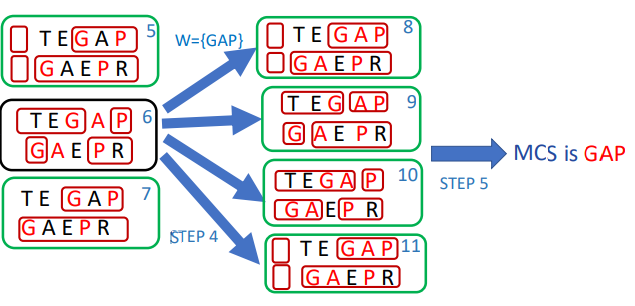 5
T E G A P
G A E P R
6
T E G A P
G A E P R
7
T E G A P
G A E P R
W={GAP}
STEP 4
8
T E G A P
G A E P R
9
T E G A P
G A E P R
10
T E G A P
G A E P R
11
T E G A P
G A E P R
MCS is GAP
STEP 5